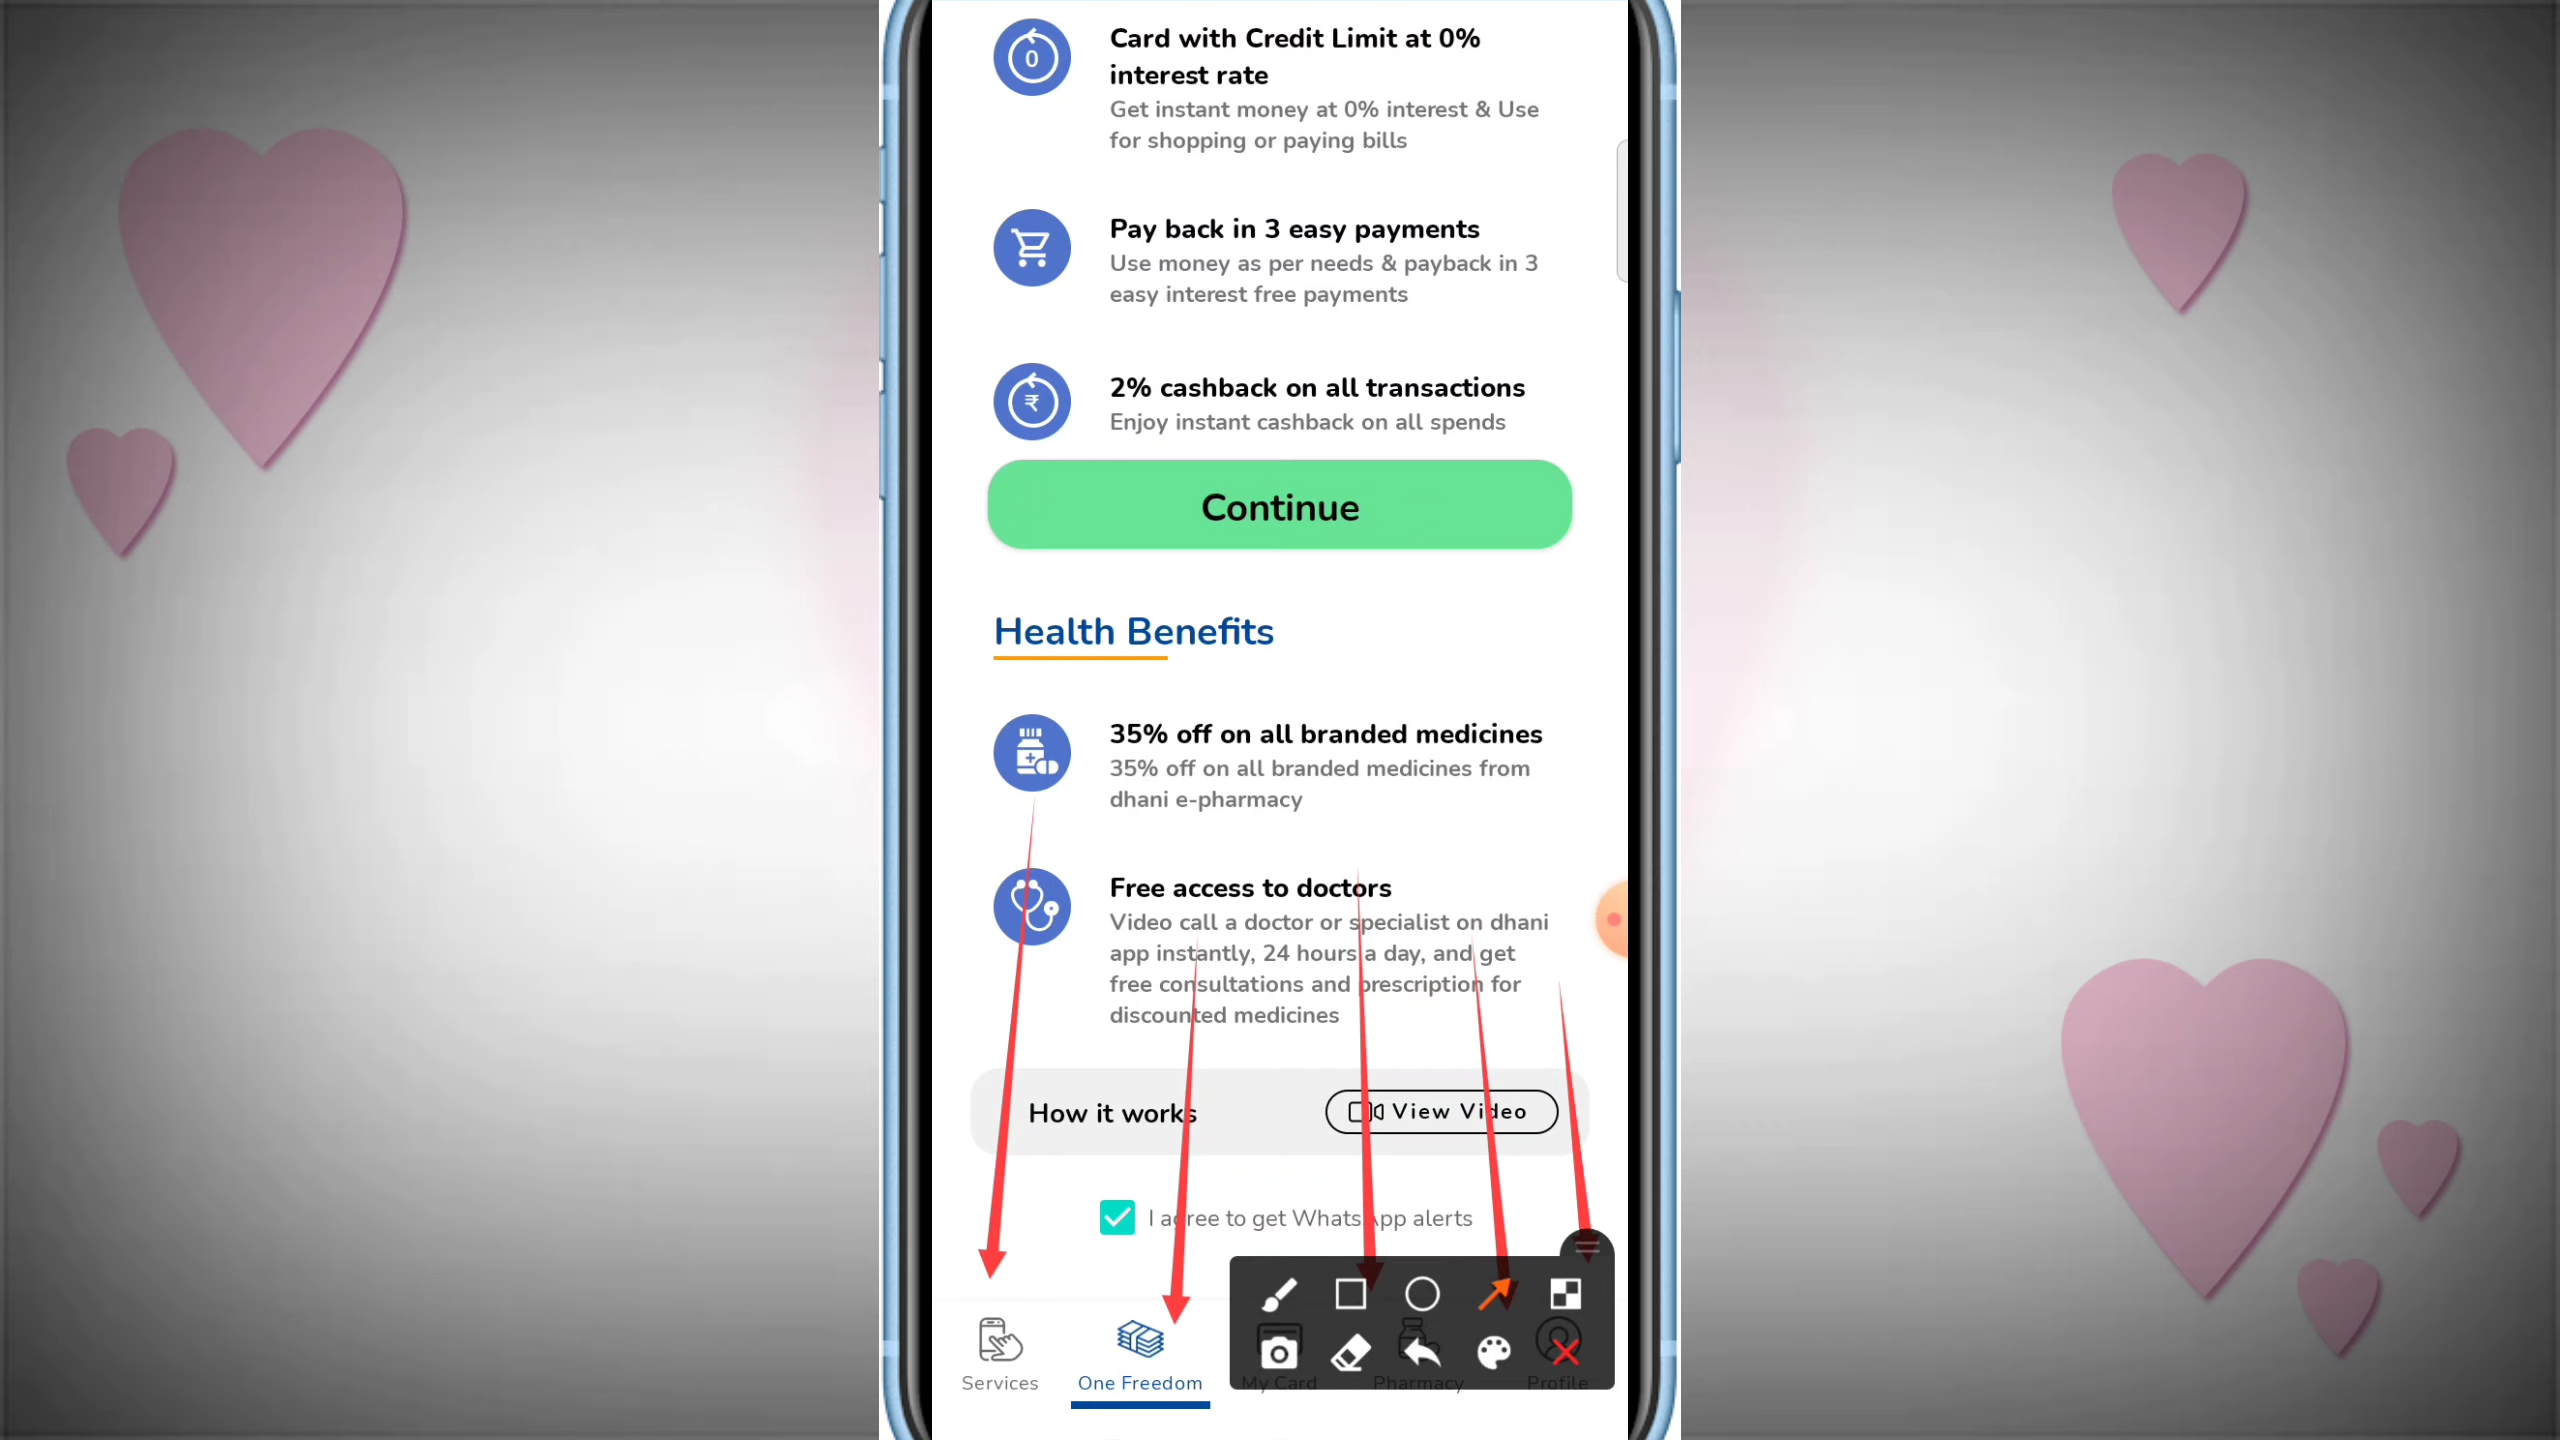 Card with Credit Limit at 0%
interest rate
Get instant money at 0% interest & Use
for shopping or paying bills
Pay back in 3 easy payments
Use money as per needs & payback in 3
easy interest free payments
2% cashback on all transactions
Enjoy instant cashback on all spends
Continue
Health Benefits
35% off on all branded medicines
35% off on all branded medicines from
dhani e-pharmacy
Free access to doctors
Video call a doctor or specialist on dhani
app instantly, 24 hours a day, and get
free consultations and prescription for
discounted medicines
How it works
View Video
I agree to get WhatsApp alerts
Services
One Freedom
My Card
Pharmacy
Profile